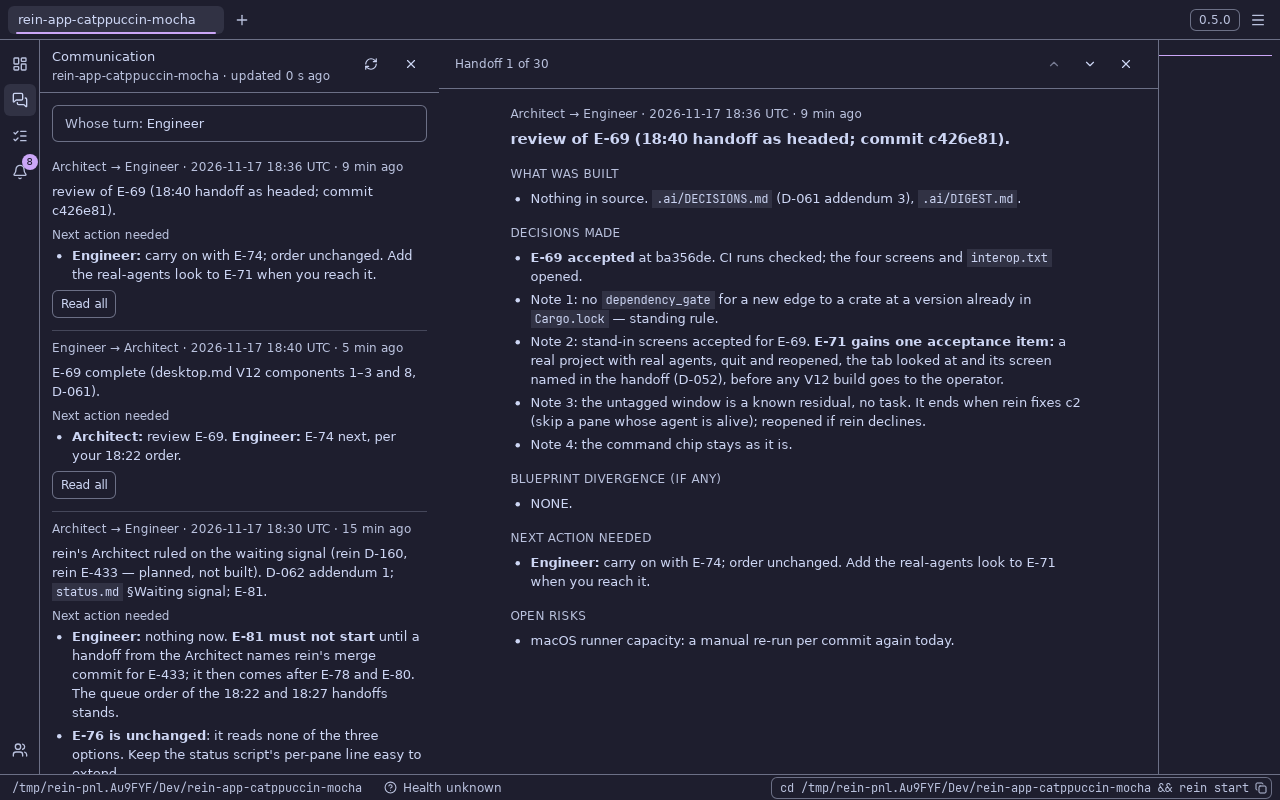 rein-app-catppuccin-mocha
0.5.0
Communication
rein-app-catppuccin-mocha · updated 0 s ago
Whose turn: Engineer
Architect → Engineer · 2026-11-17 18:36 UTC · 9 min ago
review of E-69 (18:40 handoff as headed; commit
c426e81).
Next action needed
• Engineer: carry on with E-74; order unchanged. Add
the real-agents look to E-71 when you reach it.
Read all
Engineer → Architect · 2026-11-17 18:40 UTC · 5 min ago
E-69 complete (desktop.md V12 components 1–3 and 8,
D-061).
Next action needed
• Architect: review E-69. Engineer: E-74 next, per
your 18:22 order.
Read all
Architect → Engineer · 2026-11-17 18:30 UTC · 15 min ago
rein's Architect ruled on the waiting signal (rein D-160,
rein E-433 — planned, not built). D-062 addendum 1;
status.md §Waiting signal; E-81.
Next action needed
• Engineer: nothing now. E-81 must not start until a
handoff from the Architect names rein's merge
commit for E-433; it then comes after E-78 and E-80.
The queue order of the 18:22 and 18:27 handoffs
stands.
• E-76 is unchanged: it reads none of the three
options. Keep the status script's per-pane line easy to
extend.
8
Handoff 1 of 30
Architect → Engineer · 2026-11-17 18:36 UTC · 9 min ago
review of E-69 (18:40 handoff as headed; commit c426e81).
WHAT WAS BUILT
• Nothing in source. .ai/DECISIONS.md (D-061 addendum 3), .ai/DIGEST.md.
DECISIONS MADE
• E-69 accepted at ba356de. CI runs checked; the four screens and interop.txt
opened.
• Note 1: no dependency_gate for a new edge to a crate at a version already in
Cargo.lock — standing rule.
• Note 2: stand-in screens accepted for E-69. E-71 gains one acceptance item: a
real project with real agents, quit and reopened, the tab looked at and its screen
named in the handoff (D-052), before any V12 build goes to the operator.
• Note 3: the untagged window is a known residual, no task. It ends when rein fixes c2
(skip a pane whose agent is alive); reopened if rein declines.
• Note 4: the command chip stays as it is.
BLUEPRINT DIVERGENCE (IF ANY)
• NONE.
NEXT ACTION NEEDED
• Engineer: carry on with E-74; order unchanged. Add the real-agents look to E-71
when you reach it.
OPEN RISKS
• macOS runner capacity: a manual re-run per commit again today.
/tmp/rein-pnl.Au9FYF/Dev/rein-app-catppuccin-mocha
Health unknown
cd /tmp/rein-pnl.Au9FYF/Dev/rein-app-catppuccin-mocha && rein start